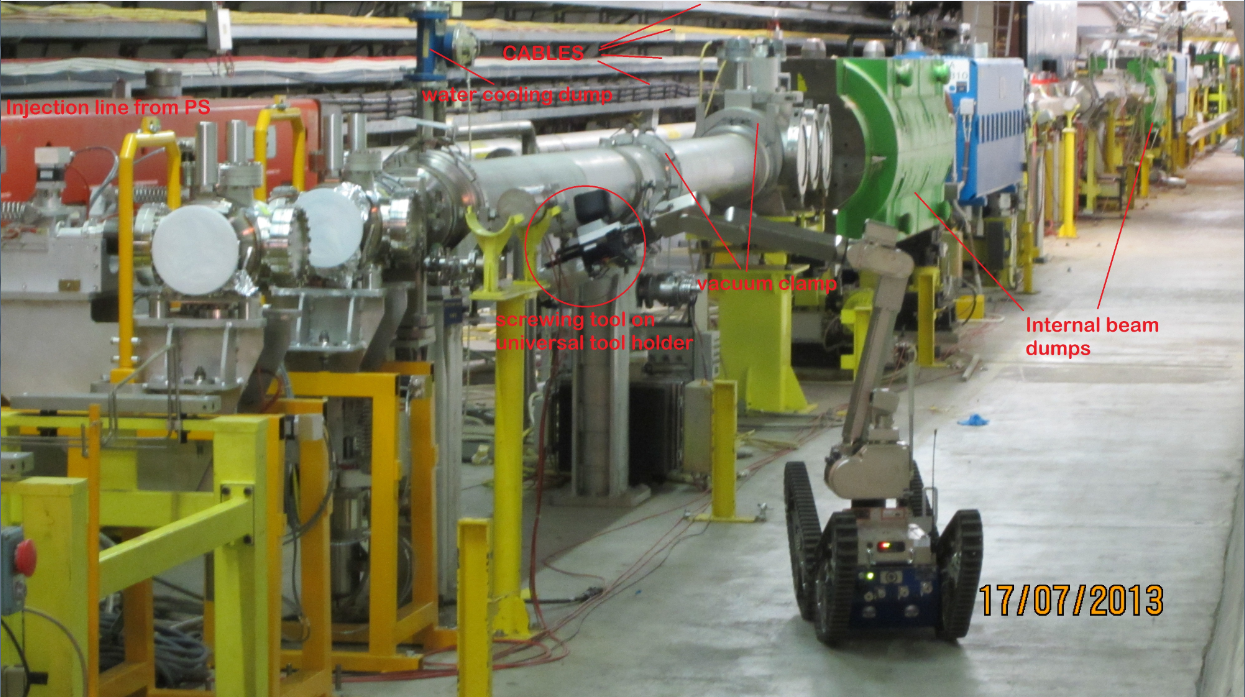 CABLES
water cooling dump
Injection line from PS
vacuum clamp
screwing tool on
universal tool holder
Internal beam
dumps
17/07/2013